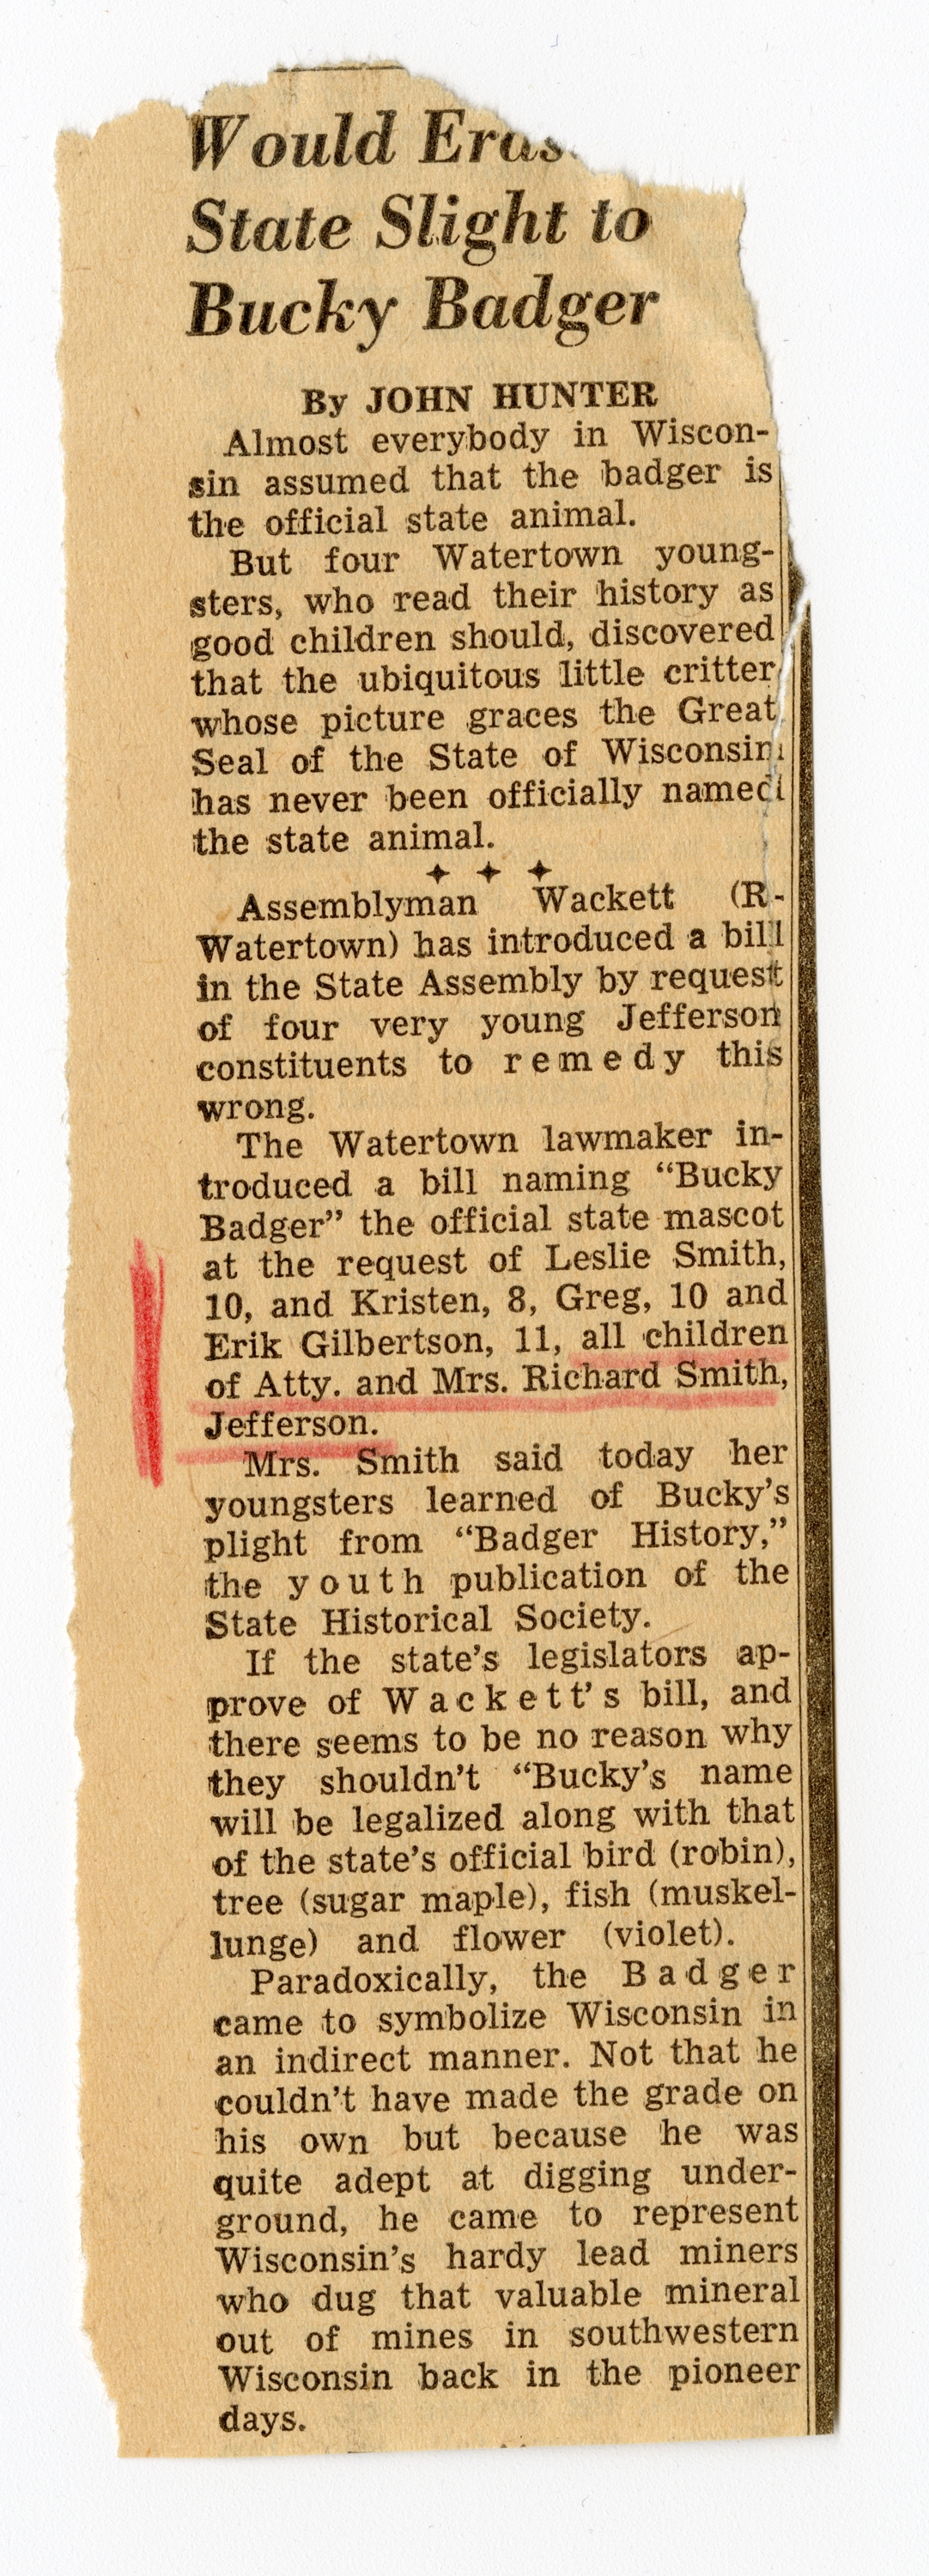 Would Eras
State Slight to
Bucky Badger
By JOHN HUNTER
Almost everybody in Wiscon-
sin assumed that the badger is
the official state animal.
But four Watertown young-
sters, who read their history as
good children should, discovered
that the ubiquitous little critter
whose picture graces the Great
Seal of the State of Wisconsin
has never been officially named
the state animal.
Assemblyman Wackett (R-
Watertown) has introduced a bill
in the State Assembly by request
of four very young Jefferson
constituents to remedy this
wrong.
The Watertown lawmaker in-
troduced a bill naming “Bucky
Badger” the official state mascot
at the request of Leslie Smith,
10, and Kristen, 8, Greg, 10 and
Erik Gilbertson, 11, all children
of Atty. and Mrs. Richard Smith,
Jefferson.
Mrs. Smith said today her
youngsters learned of Bucky’s
plight from “Badger History,”
the youth publication of the
State Historical Society.
If the state’s legislators ap-
prove of Wackett’s bill, and
there seems to be no reason why
they shouldn’t “Bucky’s name
will be legalized along with that
of the state’s official bird (robin),
tree (sugar maple), fish (muskel-
lunge) and flower (violet).
Paradoxically, the Badger
came to symbolize Wisconsin in
an indirect manner. Not that he
couldn’t have made the grade on
his own but because he was
quite adept at digging under-
ground, he came to represent
Wisconsin’s hardy lead miners
who dug that valuable mineral
out of mines in southwestern
Wisconsin back in the pioneer
days.